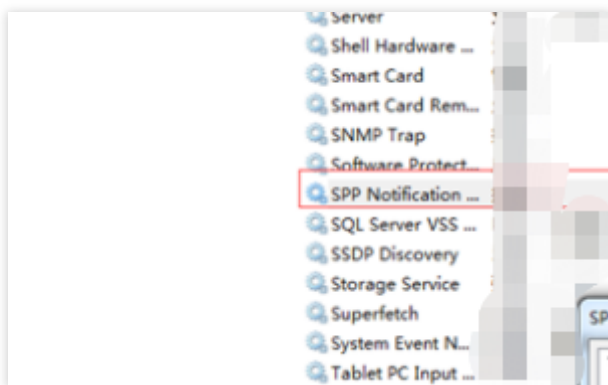 Server
Shell Hardware ...
Smart Card
Smart Card Rem...
SNMP Trap
Software Protect...
SPP Notification ...
SQL Server VSS ...
SSDP Discovery
Storage Service
Superfetch
System Event N...
Tablet PC Input ...
SP